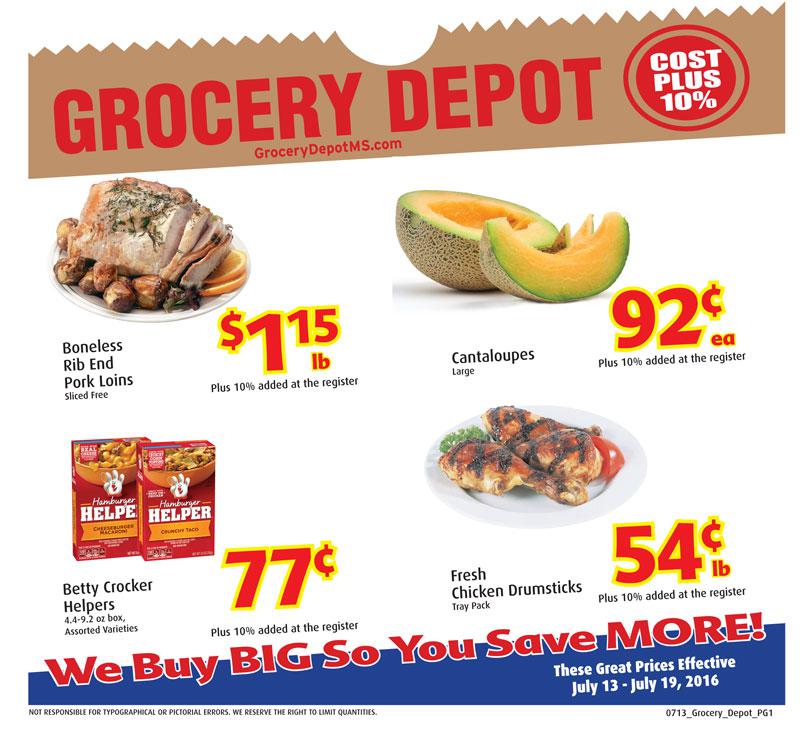 GROCERY DEPOT
GroceryDepotMS.com
COST
PLUS
10%
Boneless
Rib End
Pork Loins
Sliced Free
$1.15
lb
Plus 10% added at the register
Cantaloupes
Large
92¢
ea
Plus 10% added at the register
Hamburger
HELPE
CHEESEBURGER
MACARONI
Hamburger
HELPER
CRUNCHY TACO
Betty Crocker
Helpers
4.4-9.2 oz box,
Assorted Varieties
77¢
Plus 10% added at the register
Fresh
Chicken Drumsticks
Tray Pack
54¢
lb
Plus 10% added at the register
We Buy BIG So You Save MORE!
These Great Prices Effective
July 13 - July 19, 2016
NOT RESPONSIBLE FOR TYPOGRAPHICAL OR PICTORIAL ERRORS. WE RESERVE THE RIGHT TO LIMIT QUANTITIES.
0713_Grocery_Depot_PG1